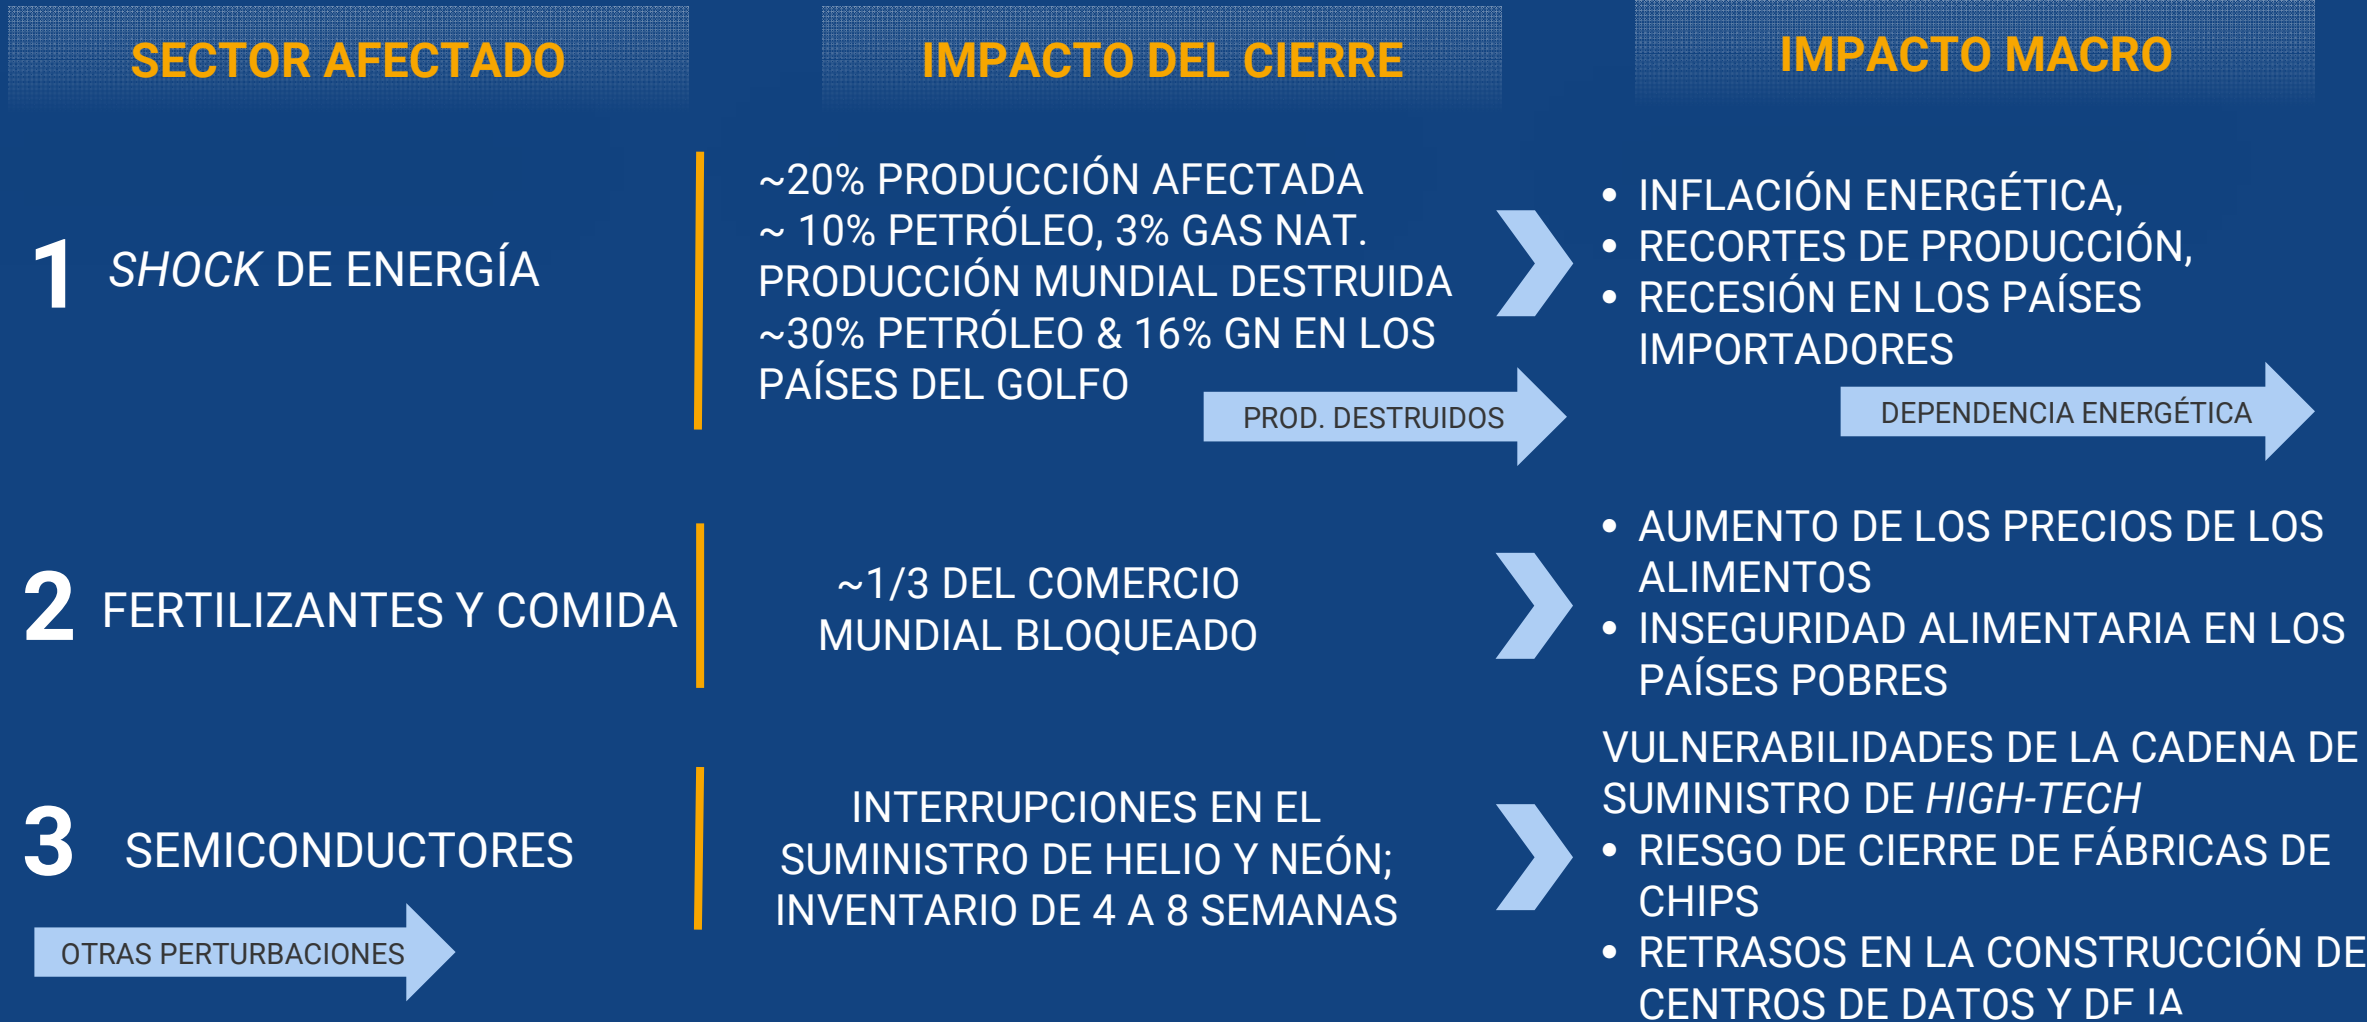 SECTOR AFECTADO
IMPACTO DEL CIERRE
IMPACTO MACRO
1
SHOCK DE ENERGÍA
~20% PRODUCCIÓN AFECTADA
~ 10% PETRÓLEO, 3% GAS NAT.
PRODUCCIÓN MUNDIAL DESTRUIDA
~30% PETRÓLEO & 16% GN EN LOS
PAÍSES DEL GOLFO
PROD. DESTRUIDOS
• INFLACIÓN ENERGÉTICA,
• RECORTES DE PRODUCCIÓN,
• RECESIÓN EN LOS PAÍSES
IMPORTADORES
DEPENDENCIA ENERGÉTICA
2
FERTILIZANTES Y COMIDA
~1/3 DEL COMERCIO
MUNDIAL BLOQUEADO
• AUMENTO DE LOS PRECIOS DE LOS
ALIMENTOS
• INSEGURIDAD ALIMENTARIA EN LOS
PAÍSES POBRES
3
SEMICONDUCTORES
OTRAS PERTURBACIONES
INTERRUPCIONES EN EL
SUMINISTRO DE HELIO Y NEÓN;
INVENTARIO DE 4 A 8 SEMANAS
VULNERABILIDADES DE LA CADENA DE
SUMINISTRO DE HIGH-TECH
• RIESGO DE CIERRE DE FÁBRICAS DE
CHIPS
• RETRASOS EN LA CONSTRUCCIÓN DE
CENTROS DE DATOS Y DE IA